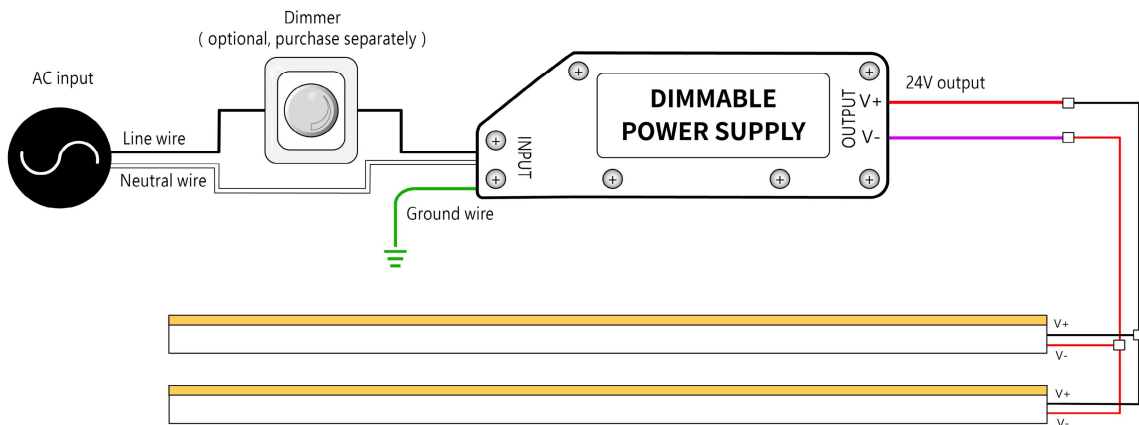 Dimmer
( optional, purchase separately )
AC input
Line wire
Neutral wire
INPUT
Ground wire
DIMMABLE
POWER SUPPLY
OUTPUT
V+
V-
24V output
V+
V-
V+
V-